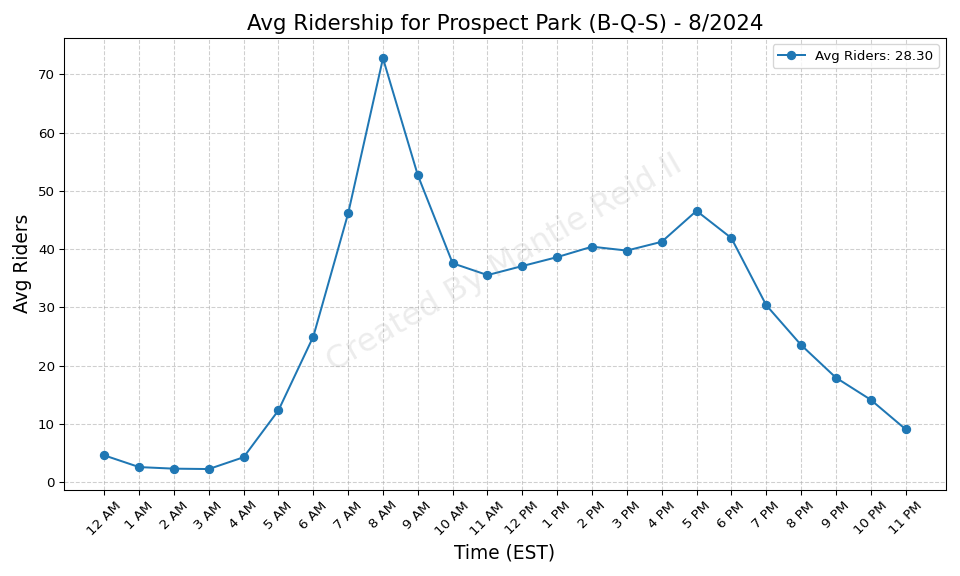 Avg Ridership for Prospect Park (B-Q-S) - 8/2024
Avg Riders: 28.30
Avg Riders
70
60
50
40
30
20
10
0
Created By Mantle Reid II
12 AM
1 AM
2 AM
3 AM
4 AM
5 AM
6 AM
7 AM
8 AM
9 AM
10 AM
11 AM
12 PM
1 PM
2 PM
3 PM
4 PM
5 PM
6 PM
7 PM
8 PM
9 PM
10 PM
11 PM
Time (EST)